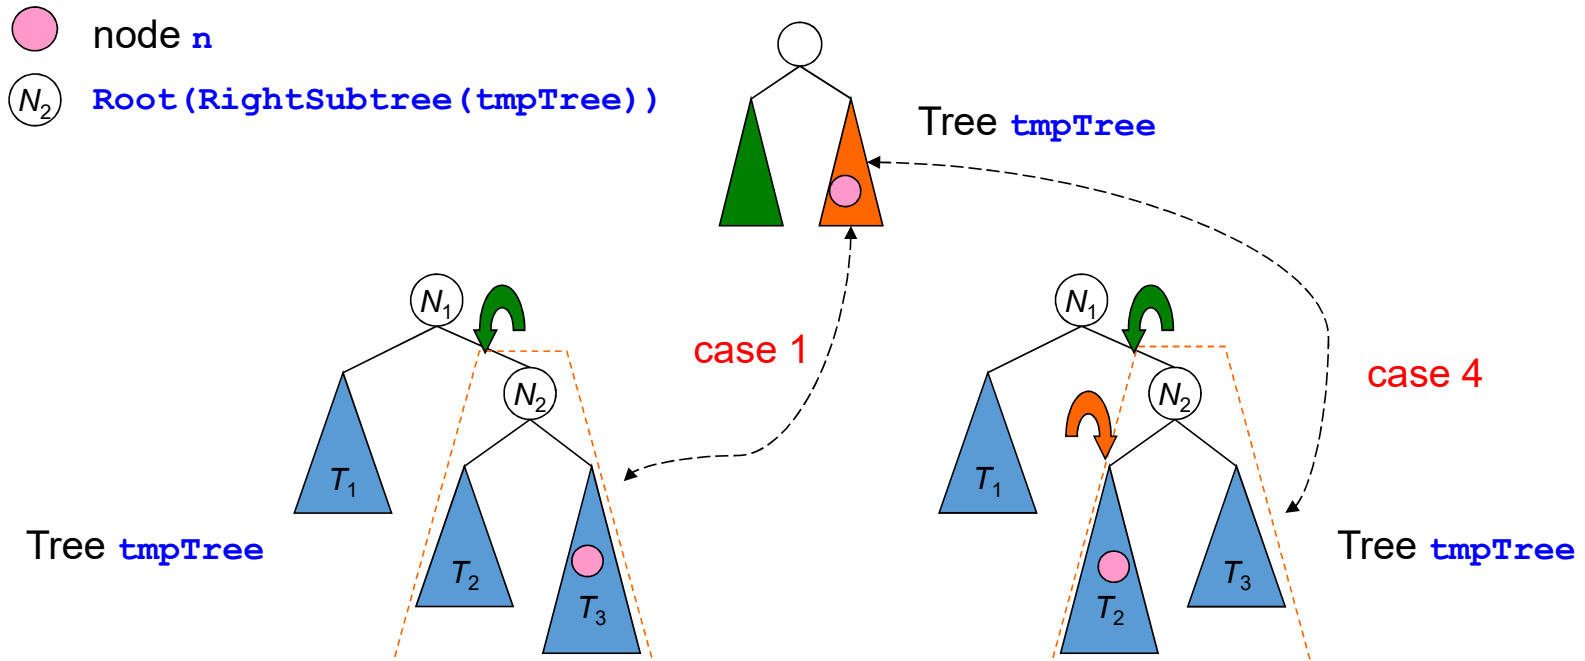 node n
N2 Root(RightSubtree(tmpTree))
Tree tmpTree
N1
N1
case 1
case 4
N2
N2
T1
T1
Tree tmpTree
Tree tmpTree
T2
T3
T2
T3